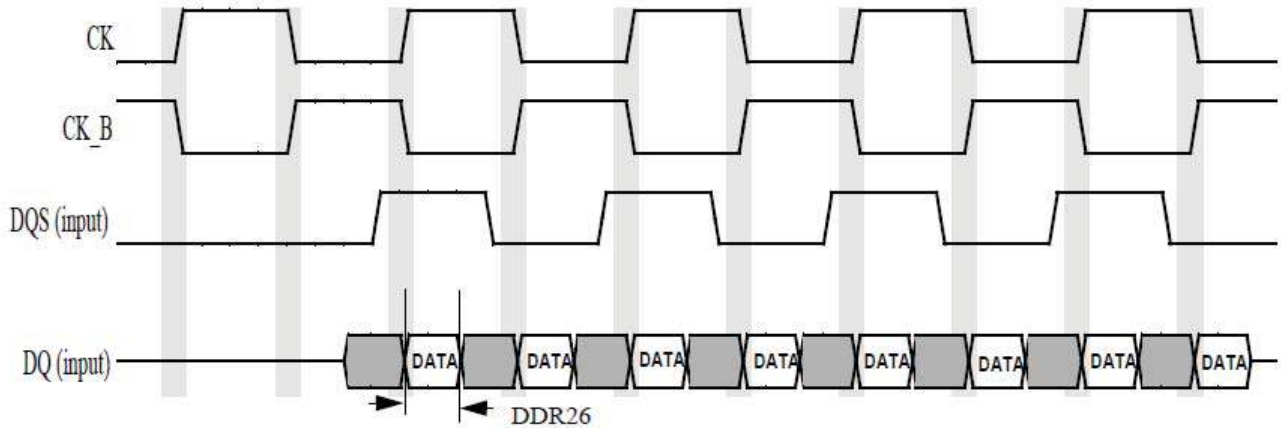 CK
CK_B
DQS (input)
DQ (input)
DATA DATA DATA DATA DATA DATA DATA DATA
DDR26